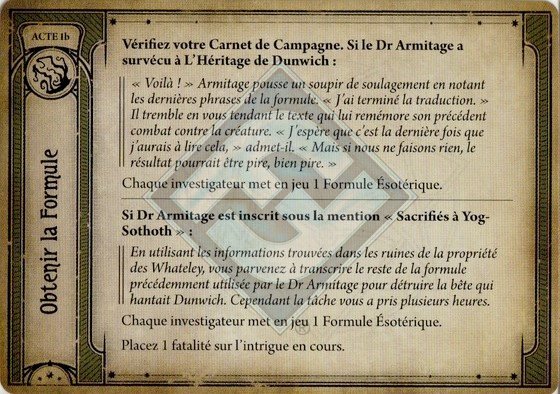 ACTE 1b
Obtenir la Formule
Vérifiez votre Carnet de Campagne. Si le Dr Armitage a
survécu à L’Héritage de Dunwich :
« Voilà ! » Armitage pousse un soupir de soulagement en notant
les dernières phrases de la formule. « J’ai terminé la traduction. »
Il tremble en vous tendant le texte qui lui remémore son précédent
combat contre la créature. « J’espère que c’est la dernière fois que
j’aurais à lire cela, » admet-il. « Mais si nous ne faisons rien, le
résultat pourrait être pire, bien pire. »
Chaque investigateur met en jeu 1 Formule Ésotérique.
Si Dr Armitage est inscrit sous la mention « Sacrifiés à Yog-
Sothoth » :
En utilisant les informations trouvées dans les ruines de la propriété
des Whateley, vous parvenez à transcrire le reste de la formule
précédemment utilisée par le Dr Armitage pour détruire la bête qui
hantait Dunwich. Cependant la tâche vous a pris plusieurs heures.
Chaque investigateur met en jeu 1 Formule Ésotérique.
Placez 1 fatalité sur l’intrigue en cours.
®